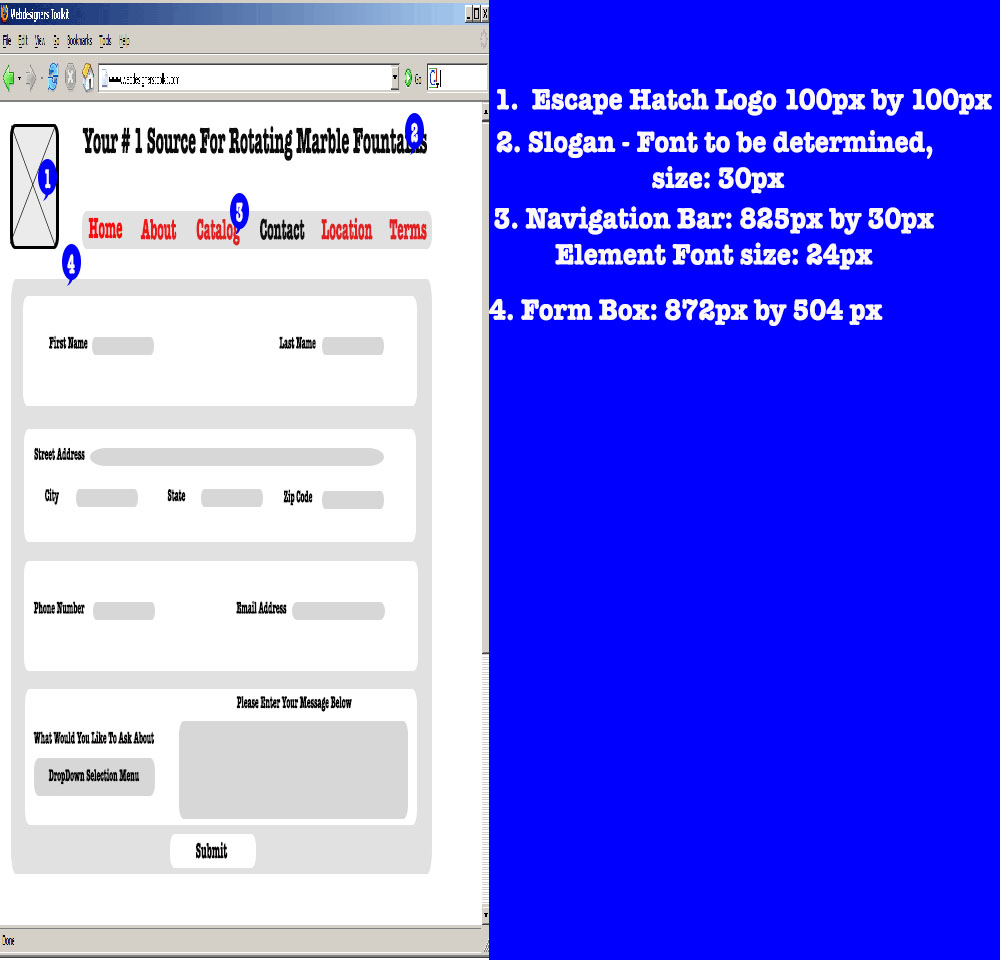 Webdesigners Toolkit
File Edit View Go Bookmarks Tools Help
Go
Your # 1 Source For Rotating Marble Fountains
2
1
3
Home About Catalog Contact Location Terms
4
First Name Last Name
Street Address
City State Zip Code
Phone Number Email Address
Please Enter Your Message Below
What Would You Like To Ask About
DropDown Selection Menu
Submit
Done
1. Escape Hatch Logo 100px by 100px
2. Slogan - Font to be determined,
size: 30px
3. Navigation Bar: 825px by 30px
Element Font size: 24px
4. Form Box: 872px by 504 px